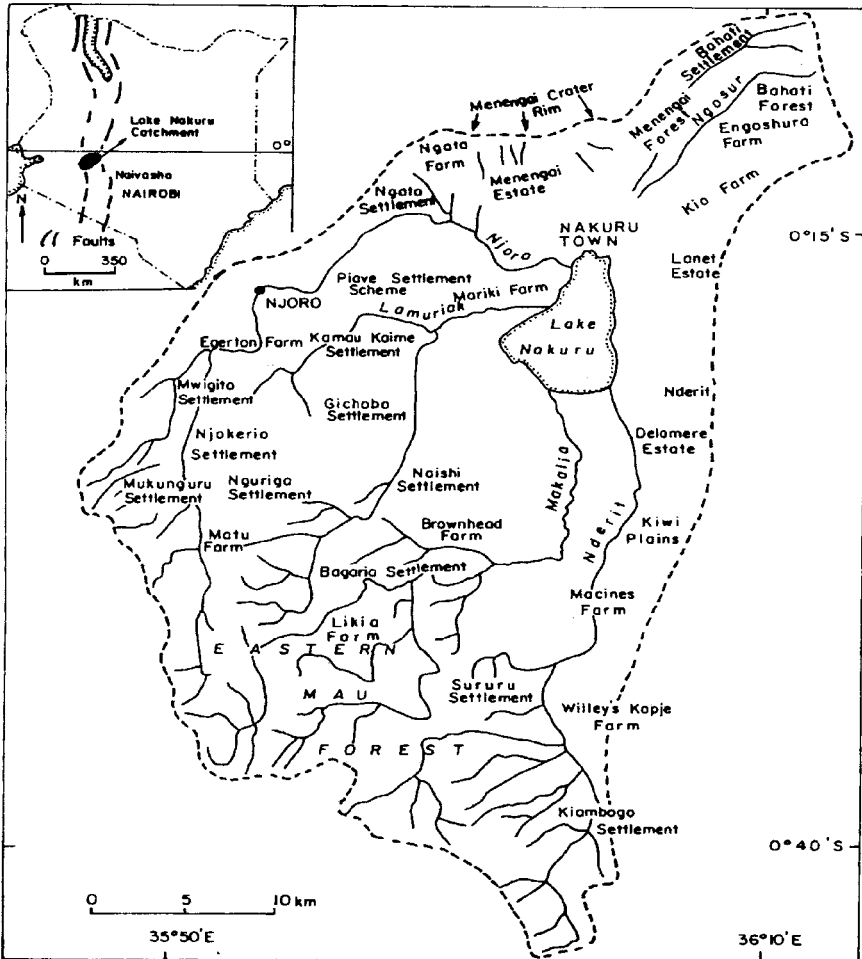 Lake Nakuru
Catchment
0°
Naivasha
NAIROBI
N
Faults
0 350
km
Menengai Crater
Rim
Bahati
Settlement
Menengai
Forest
Ngosur
Bahati
Forest
Engoshura
Farm
Ngata
Farm
Menengai
Estate
Ngata
Settlement
Kio Farm
Njoro
NAKURU
TOWN
0°15'S
Lanet
Estate
NJORO
Piave Settlement
Scheme
Mariki Farm
Lamuriak
Lake
Nakuru
Egerton Farm
Kamau Kaime
Settlement
Mwigito
Settlement
Gichobo
Settlement
Nderit
Njokerio
Settlement
Delamere
Estate
Mukunguru
Settlement
Nguriga
Settlement
Naishi
Settlement
Makalia
Nderit
Kiwi
Plains
Matu
Farm
Brownhead
Farm
Bagaria Settlement
Macines
Farm
Likia
Farm
EASTERN
MAU
FOREST
Sururu
Settlement
Willey's Kopje
Farm
Kiambogo
Settlement
0°40'S
0 5 10 km
35°50'E
36°10'E